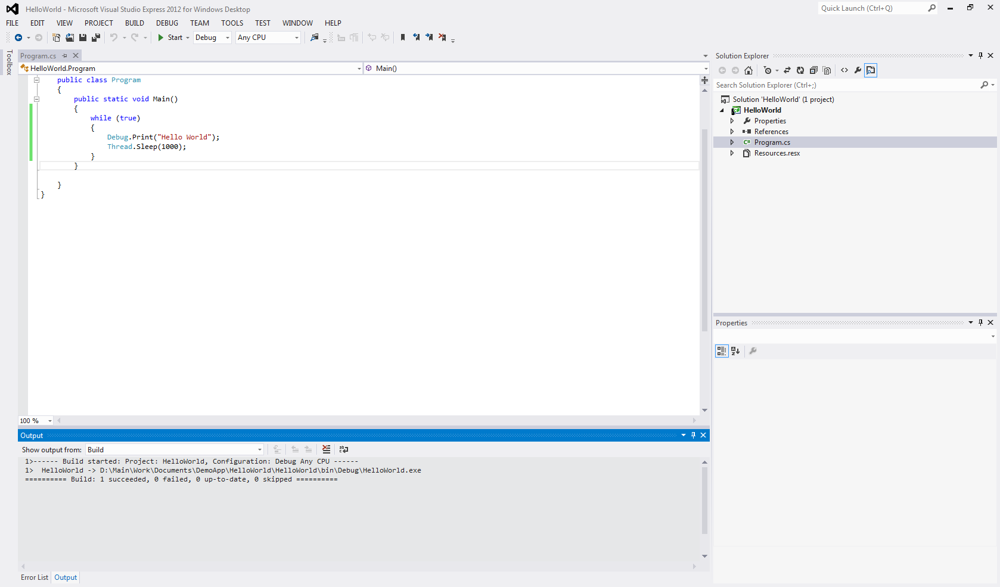 HelloWorld - Microsoft Visual Studio Express 2012 for Windows Desktop
Quick Launch (Ctrl+Q)
FILE EDIT VIEW PROJECT BUILD DEBUG TEAM TOOLS TEST WINDOW HELP
Start Debug Any CPU
Toolbox
Program.cs
HelloWorld.Program
Main()
public class Program
{
public static void Main()
{
while (true)
{
Debug.Print("Hello World");
Thread.Sleep(1000);
}
}
}
}
100 %
Output
Show output from: Build
1>------ Build started: Project: HelloWorld, Configuration: Debug Any CPU ------
1>  HelloWorld -> D:\Main\Work\Documents\DemoApp\HelloWorld\HelloWorld\bin\Debug\HelloWorld.exe
========== Build: 1 succeeded, 0 failed, 0 up-to-date, 0 skipped ==========
Error List Output
Solution Explorer
Search Solution Explorer (Ctrl+;)
Solution 'HelloWorld' (1 project)
C# HelloWorld
Properties
References
C# Program.cs
Resources.resx
Properties